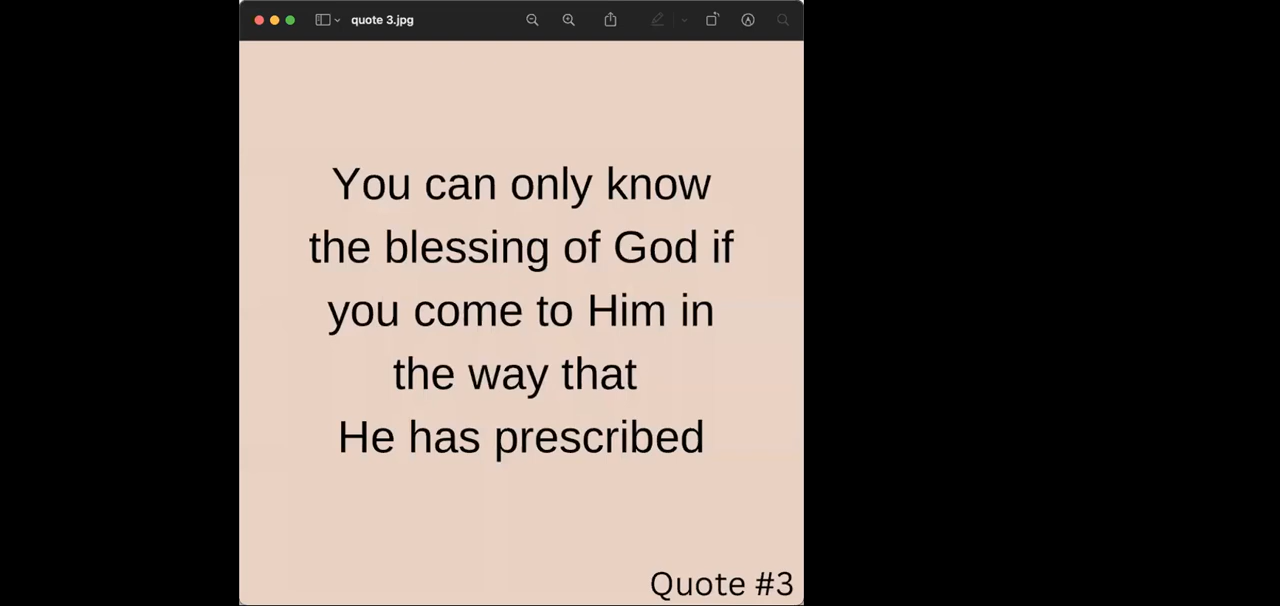 quote 3.jpg
You can only know
the blessing of God if
you come to Him in
the way that
He has prescribed
Quote #3